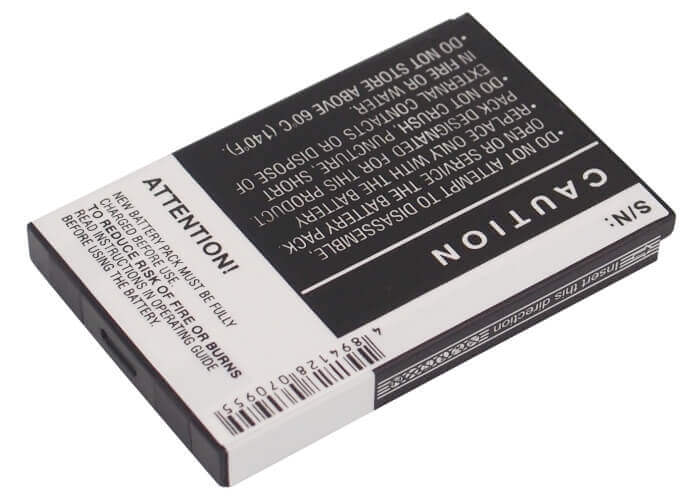 S/N:
CAUTION
•DO NOT ATTEMPT TO DISASSEMBLE.
OPEN OR SERVICE THE BATTERY PACK.
•REPLACE ONLY WITH THE BATTERY
PACK DESIGNATED FOR THIS PRODUCT.
•DO NOT CRUSH, PUNCTURE, SHORT
EXTERNAL CONTACTS OR DISPOSE OF
IN FIRE OR WATER.
•DO NOT STORE ABOVE 60°C (140°F).
ATTENTION!
NEW BATTERY PACK MUST BE FULLY
CHARGED BEFORE USE.
TO REDUCE RISK OF FIRE OR BURNS
READ INSTRUCTIONS IN OPERATING GUIDE
BEFORE USING THE BATTERY.
4894128070955
Insert this direction